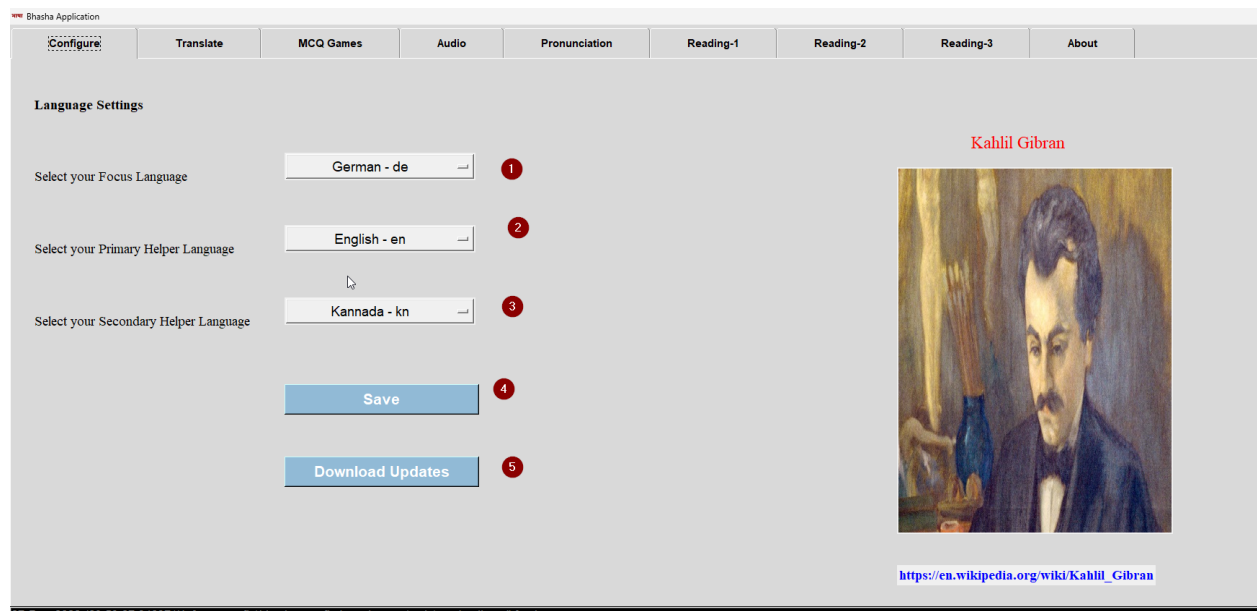 भाषा Bhasha Application
Configure Translate MCQ Games Audio Pronunciation Reading-1 Reading-2 Reading-3 About
Language Settings
Kahlil Gibran
Select your Focus Language German - de 1
Select your Primary Helper Language English - en 2
Select your Secondary Helper Language Kannada - kn 3
Save 4
Download Updates 5
https://en.wikipedia.org/wiki/Kahlil_Gibran